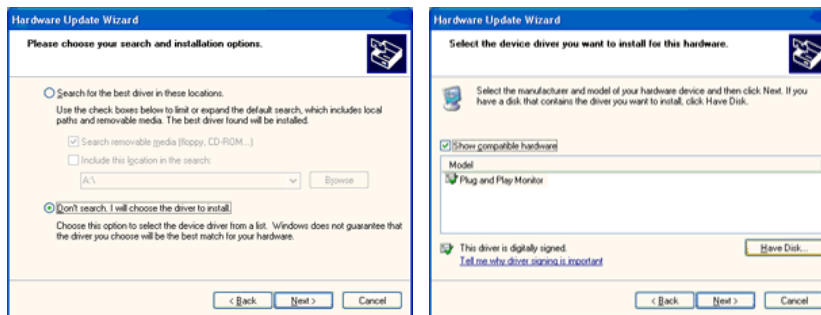 Hardware Update Wizard
Please choose your search and installation options.
Search for the best driver in these locations.
Use the check boxes below to limit or expand the default search, which includes local
paths and removable media. The best driver found will be installed.
Search removable media (floppy, CD-ROM...)
Include this location in the search:
A:\
Browse
Don't search. I will choose the driver to install.
Choose this option to select the device driver from a list. Windows does not guarantee that
the driver you choose will be the best match for your hardware.
< Back
Next >
Cancel
Hardware Update Wizard
Select the device driver you want to install for this hardware.
Select the manufacturer and model of your hardware device and then click Next. If you
have a disk that contains the driver you want to install, click Have Disk.
Show compatible hardware
Model
Plug and Play Monitor
This driver is digitally signed.
Tell me why driver signing is important
Have Disk...
< Back
Next >
Cancel